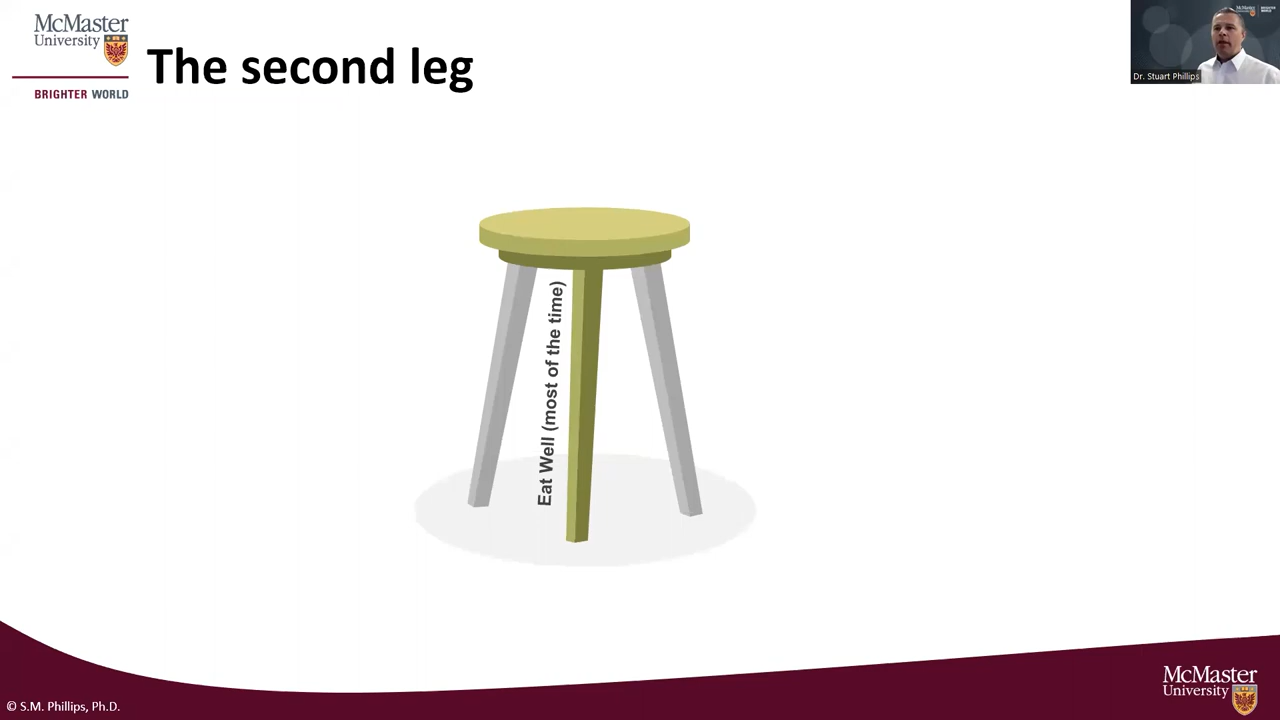 McMaster
University
BRIGHTER WORLD
The second leg
Dr. Stuart Phillips
Eat Well (most of the time)
© S.M. Phillips, Ph.D.
McMaster
University